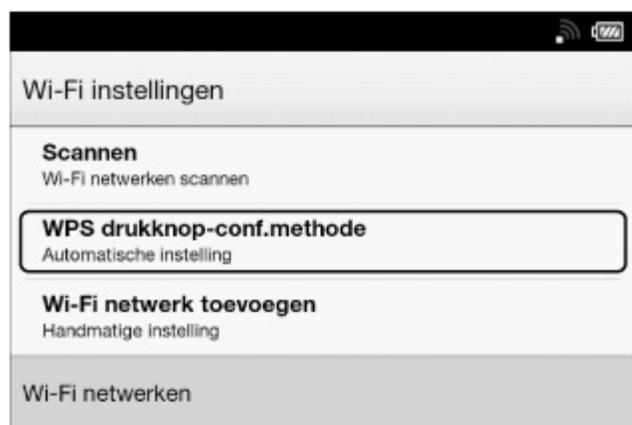 Wi-Fi instellingen
Scannen
Wi-Fi netwerken scannen
WPS drukknop-conf.methode
Automatische instelling
Wi-Fi netwerk toevoegen
Handmatige instelling
Wi-Fi netwerken